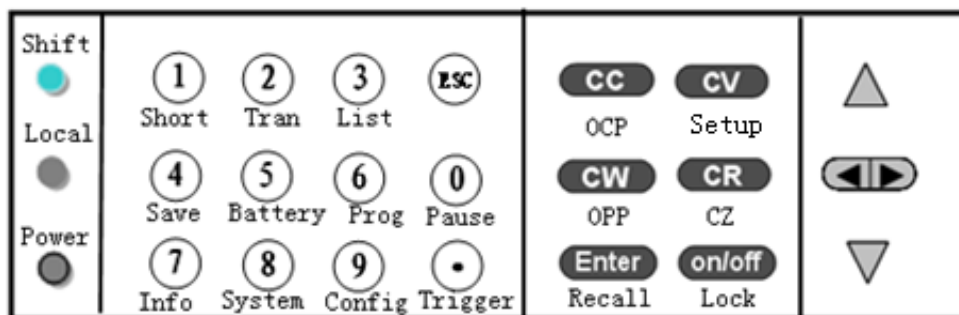 Shift
1 2 3 ESC
CC CV
Short Tran List
OCP Setup
Local
4 5 6 0
CW CR
Save Battery Prog Pause
OPP CZ
Power
7 8 9 •
Enter on/off
Info System Config Trigger
Recall Lock